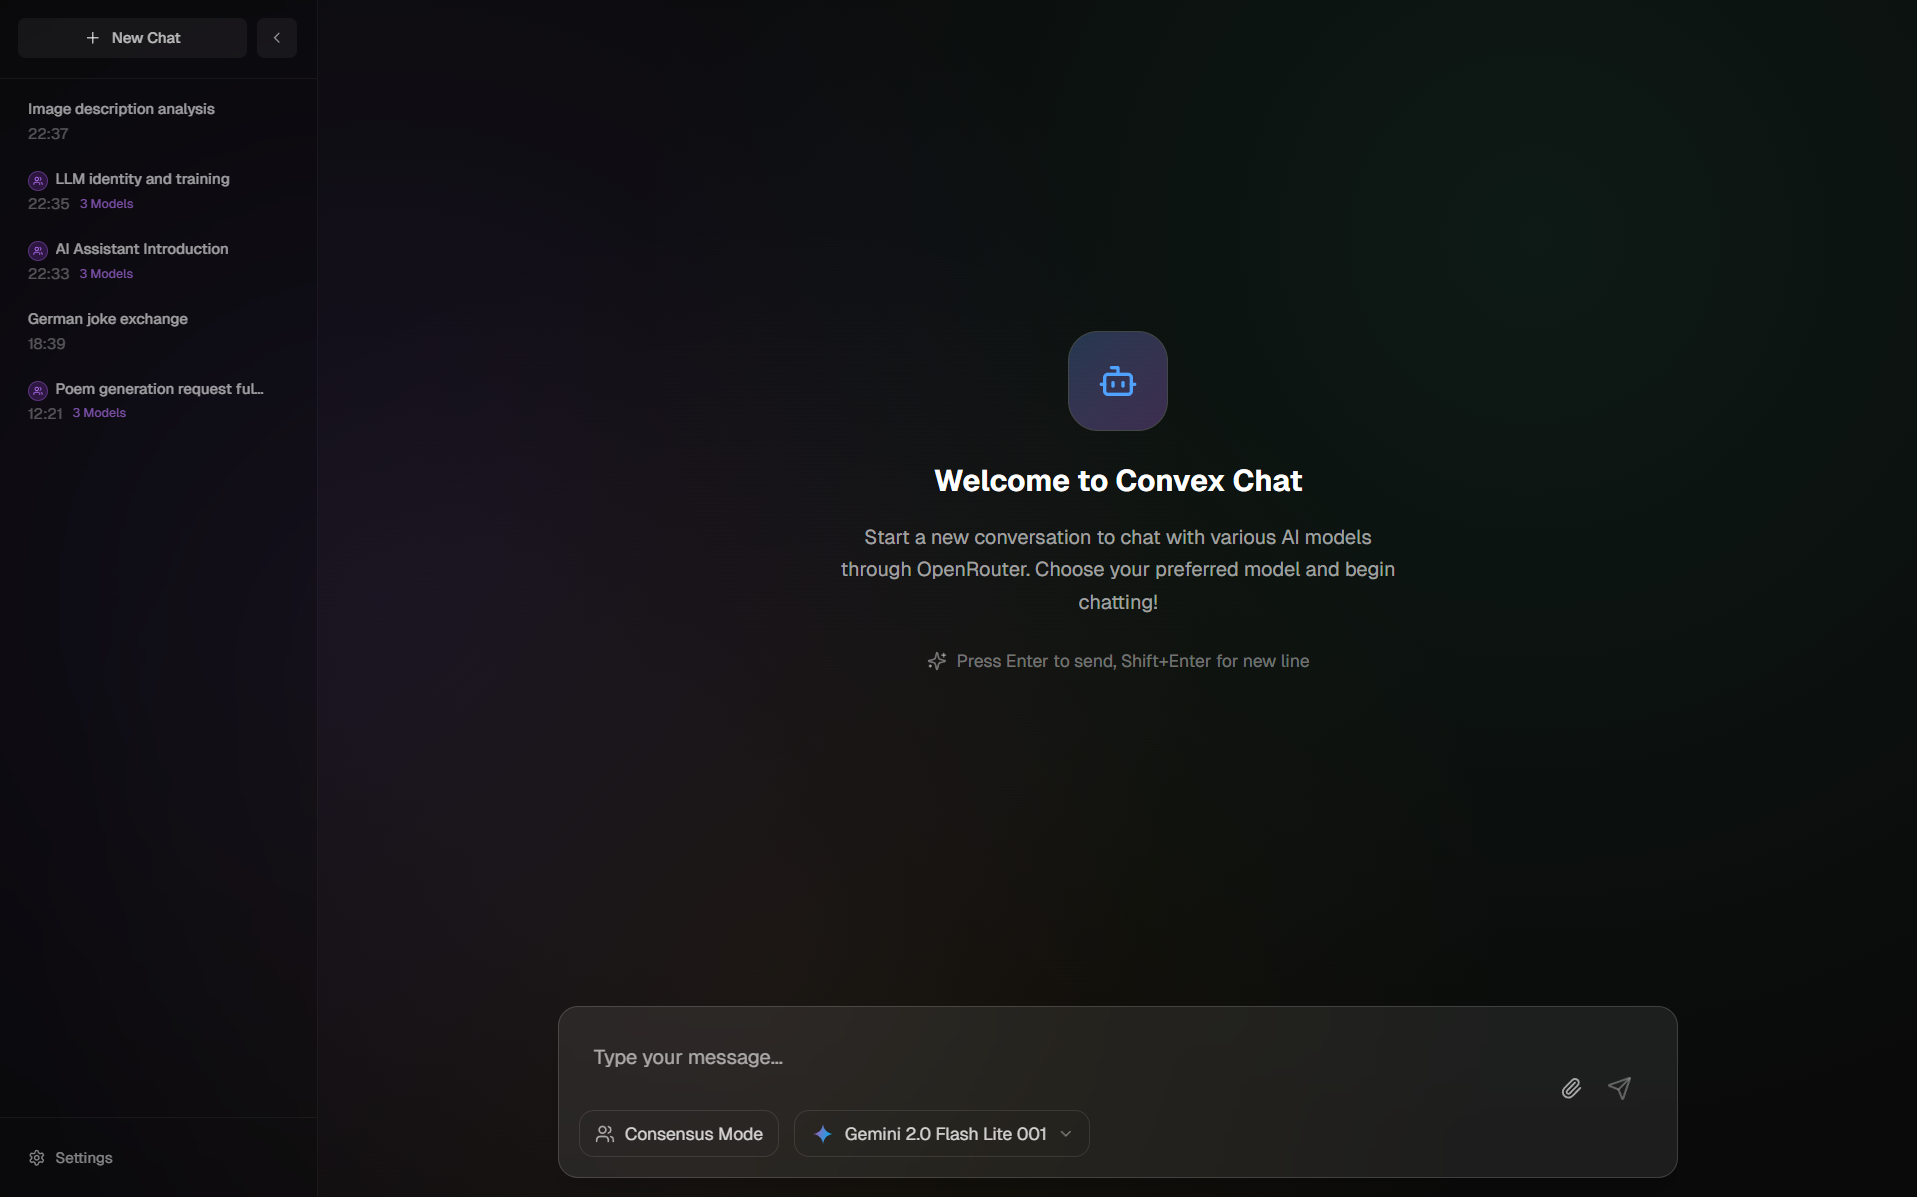 New Chat
Image description analysis
22:37
LLM identity and training
22:35 3 Models
AI Assistant Introduction
22:33 3 Models
German joke exchange
18:39
Poem generation request ful...
12:21 3 Models
Settings
Welcome to Convex Chat
Start a new conversation to chat with various AI models
through OpenRouter. Choose your preferred model and begin
chatting!
Press Enter to send, Shift+Enter for new line
Type your message...
Consensus Mode
Gemini 2.0 Flash Lite 001